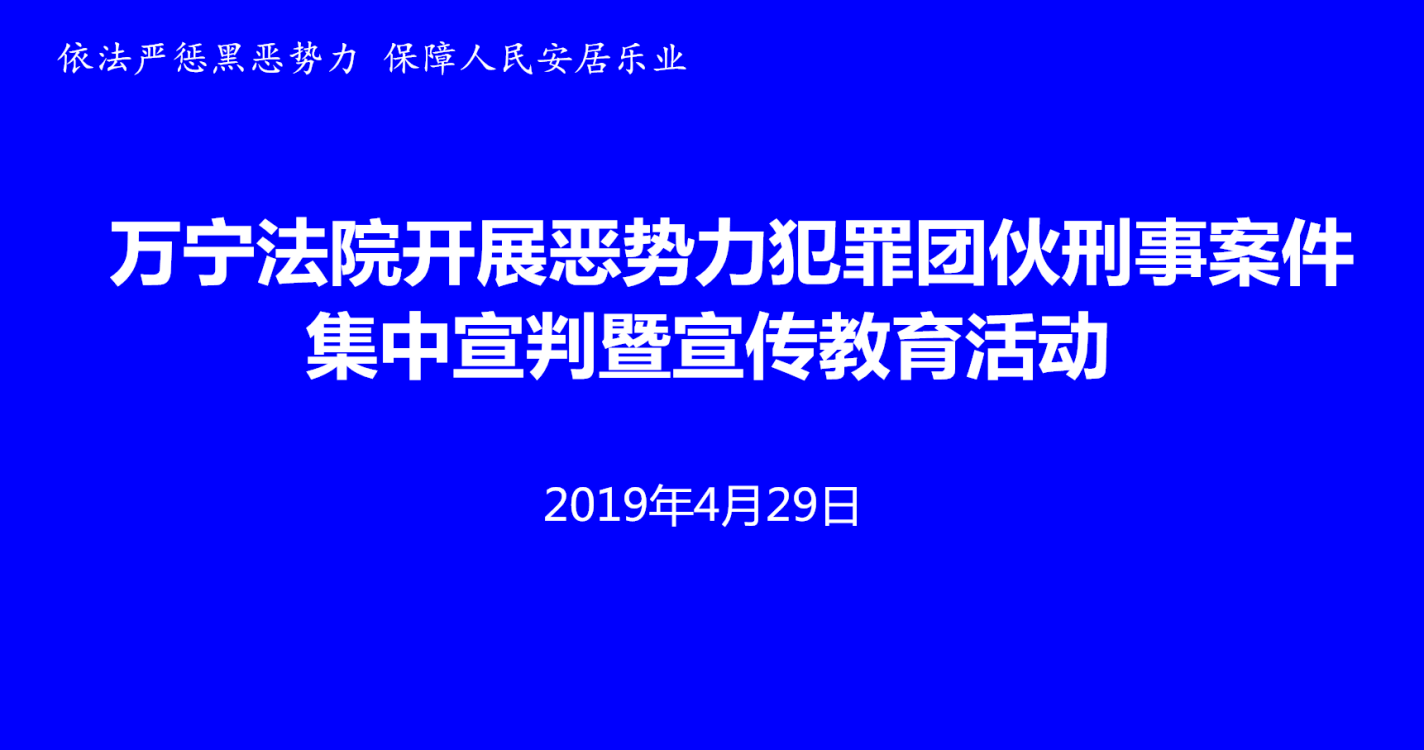 依法严惩黑恶势力 保障人民安居乐业
万宁法院开展恶势力犯罪团伙刑事案件
集中宣判暨宣传教育活动
2019年4月29日